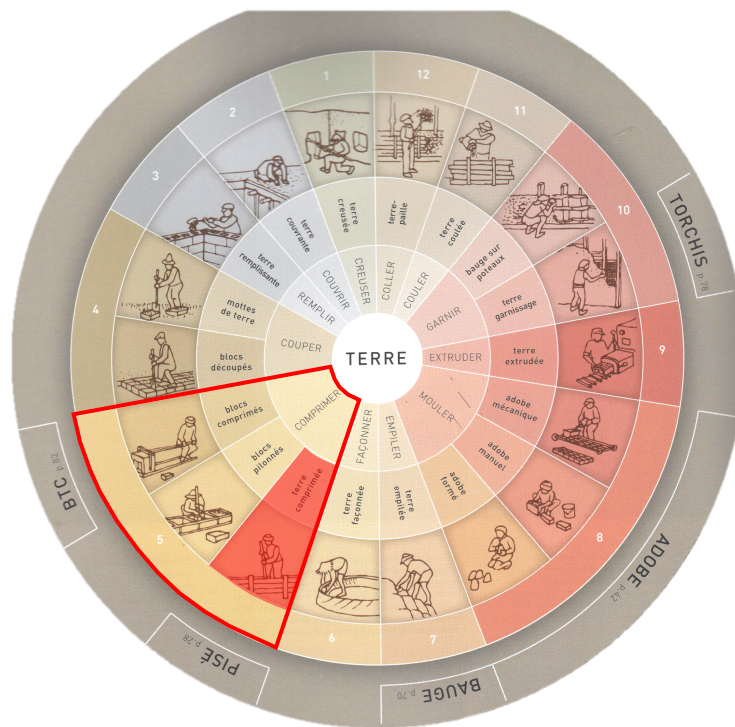 TERRE
CREUSER
COUVRIR
REMPLIR
COUPER
COMPRIMER
FAÇONNER
EMPILER
MOULER
EXTRUDER
GARNIR
COULER
COLLER
terre
creusée
terre
couvrante
terre
remplissante
mottes
de terre
blocs
découpés
blocs
comprimés
blocs
pilonnés
terre
comprimée
terre
façonnée
terre
empilée
adobe
formé
adobe
manuel
adobe
mécanique
terre
extrudée
terre
garnissage
bauge sur
poteaux
terre
coulée
terre-
paille
1
2
3
4
5
6
7
8
9
10
11
12
TORCHIS p.78
ADOBE p.42
BAUGE p.70
PISÉ p.28
BTC p.82